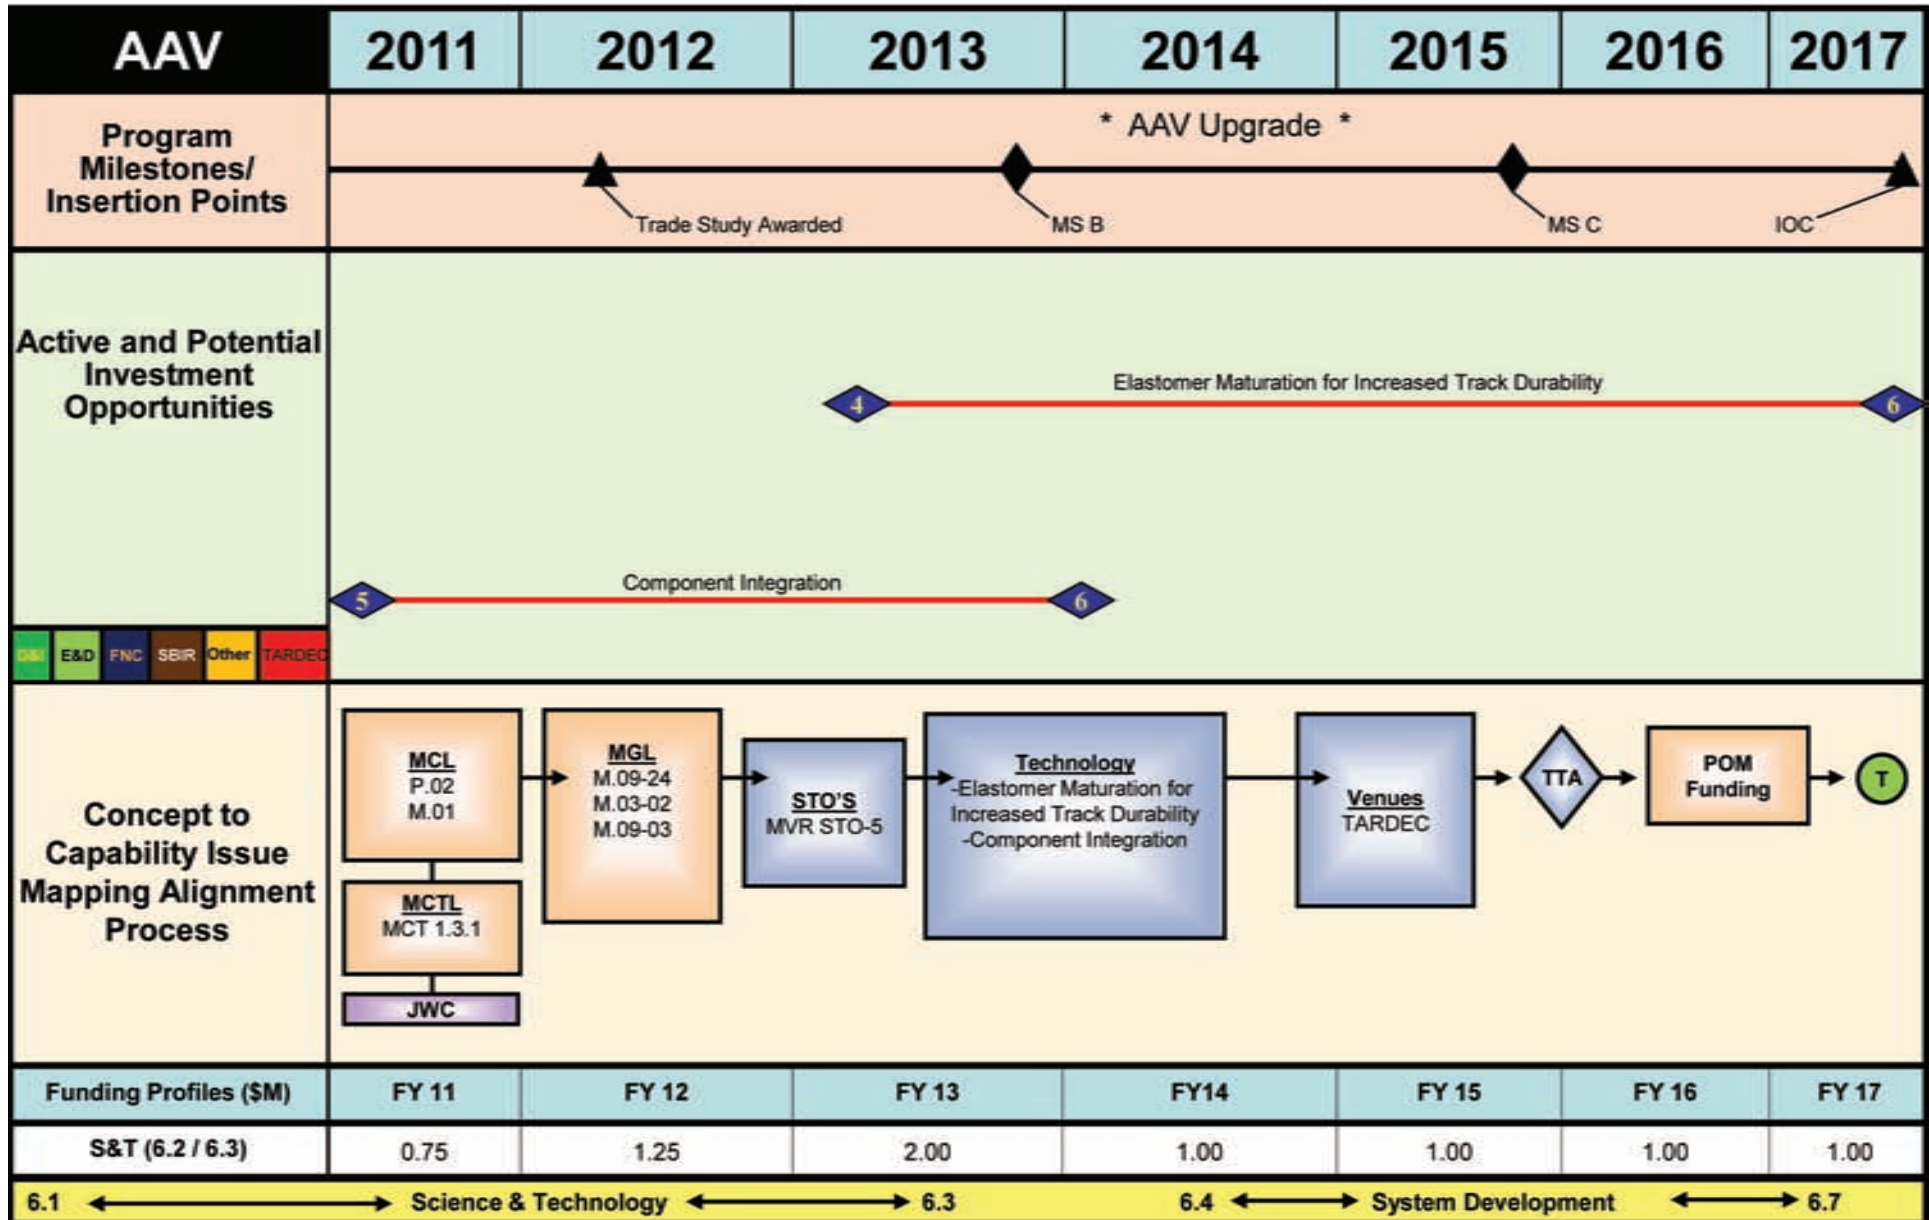 AAV 2011 2012 2013 2014 2015 2016 2017
Program
Milestones/
Insertion Points
* AAV Upgrade *
Trade Study Awarded
MS B
MS C
IOC
Active and Potential
Investment
Opportunities
Elastomer Maturation for Increased Track Durability
4
6
Component Integration
5
6
D&I E&D FNC SBIR Other TARDEC
Concept to
Capability Issue
Mapping Alignment
Process
MCL
P.02
M.01
MCTL
MCT 1.3.1
JWC
MGL
M.09-24
M.03-02
M.09-03
STO'S
MVR STO-5
Technology
-Elastomer Maturation for
Increased Track Durability
-Component Integration
Venues
TARDEC
TTA
POM
Funding
T
Funding Profiles ($M) FY 11 FY 12 FY 13 FY14 FY 15 FY 16 FY 17
S&T (6.2 / 6.3) 0.75 1.25 2.00 1.00 1.00 1.00 1.00
6.1 Science & Technology 6.3 6.4 System Development 6.7